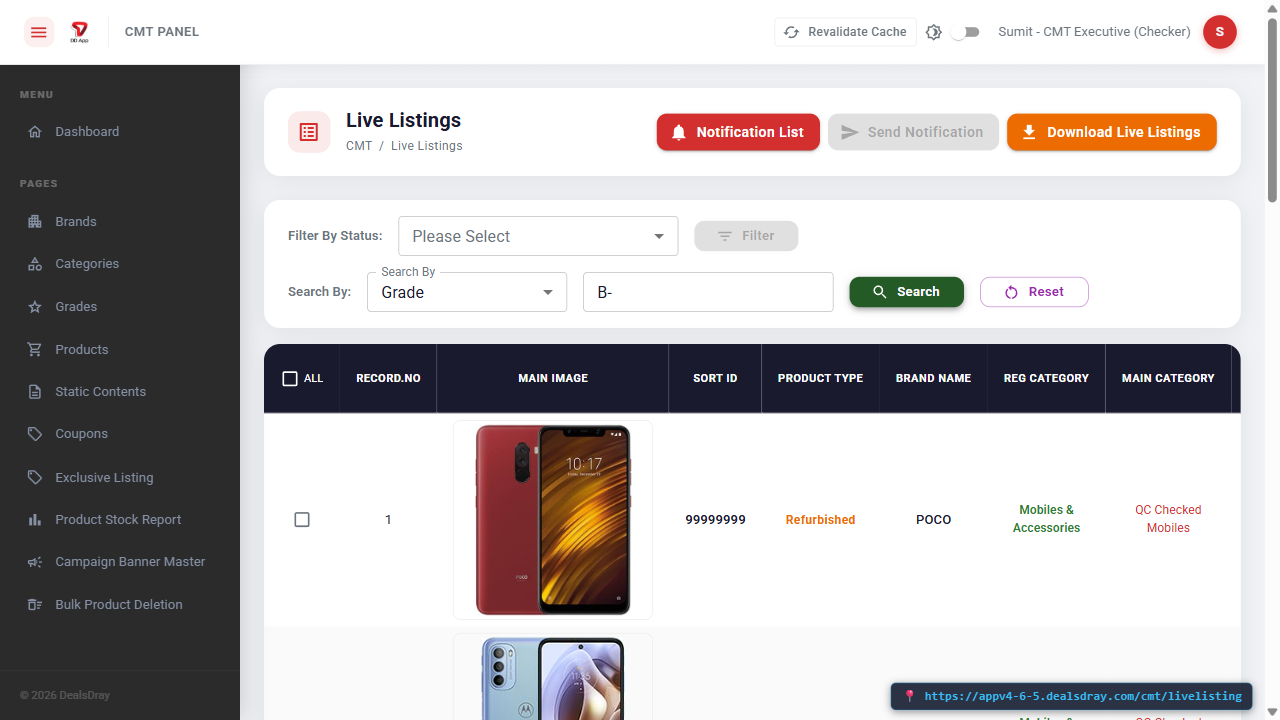 DD App
CMT PANEL
Revalidate Cache
Sumit - CMT Executive (Checker)
S
MENU
Dashboard
PAGES
Brands
Categories
Grades
Products
Static Contents
Coupons
Exclusive Listing
Product Stock Report
Campaign Banner Master
Bulk Product Deletion
© 2026 DealsDray
Live Listings
CMT / Live Listings
Notification List
Send Notification
Download Live Listings
Filter By Status:
Please Select
Filter
Search By:
Search By
Grade
B-
Search
Reset
ALL
RECORD.NO
MAIN IMAGE
SORT ID
PRODUCT TYPE
BRAND NAME
REG CATEGORY
MAIN CATEGORY
1
10:17
POCO
99999999
Refurbished
POCO
Mobiles &
Accessories
QC Checked
Mobiles
https://appv4-6-5.dealsdray.com/cmt/livelisting